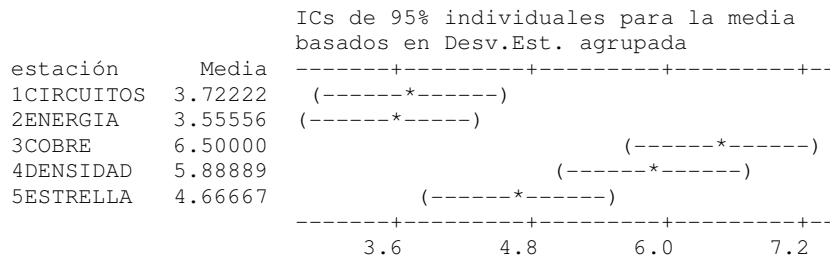 ICs de 95% individuales para la media
                     basados en Desv.Est. agrupada
estación      Media  -------+---------+---------+---------+--
1CIRCUITOS  3.72222   (------*------)
2ENERGIA    3.55556  (------*-----)
3COBRE      6.50000                          (------*------)
4DENSIDAD   5.88889                     (------*------)
5ESTRELLA   4.66667           (------*------)
                     -------+---------+---------+---------+--
                          3.6       4.8       6.0       7.2